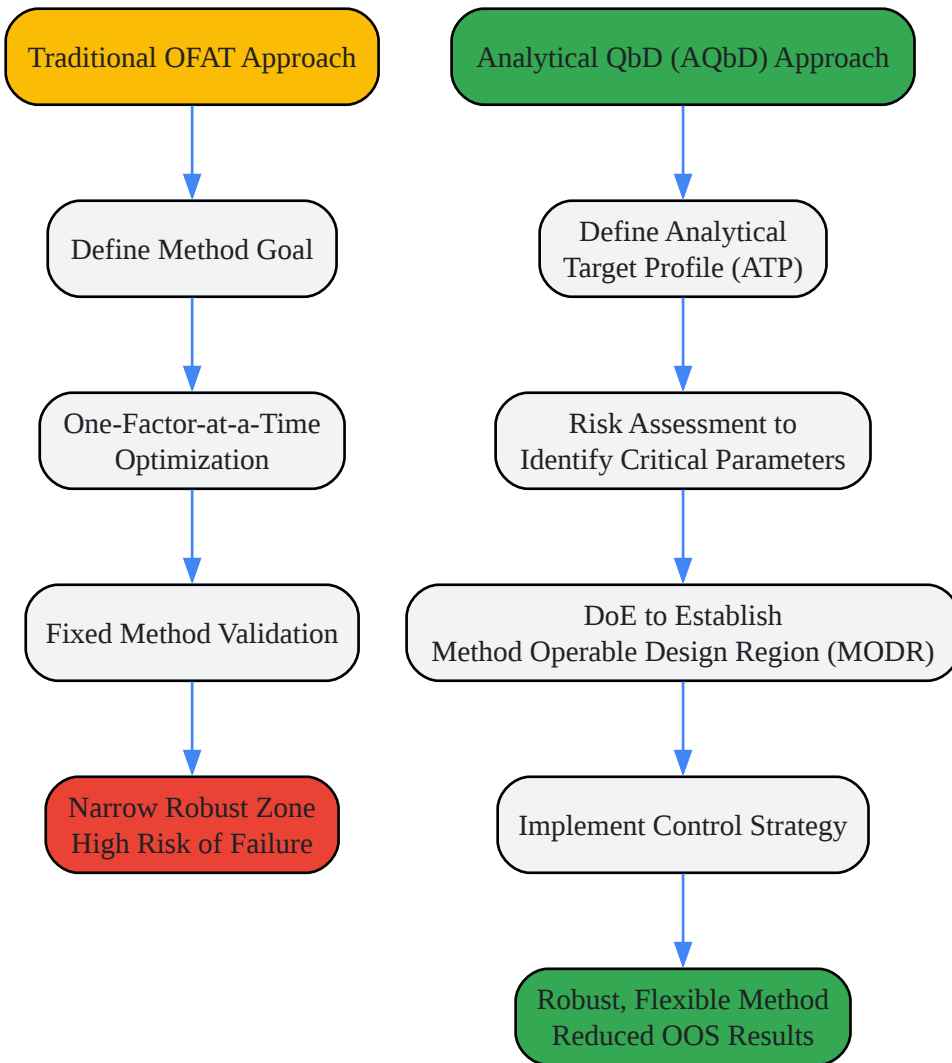 Traditional OFAT Approach
Define Method Goal
One-Factor-at-a-Time
Optimization
Fixed Method Validation
Narrow Robust Zone
High Risk of Failure
Analytical QbD (AQbD) Approach
Define Analytical
Target Profile (ATP)
Risk Assessment to
Identify Critical Parameters
DoE to Establish
Method Operable Design Region (MODR)
Implement Control Strategy
Robust, Flexible Method
Reduced OOS Results